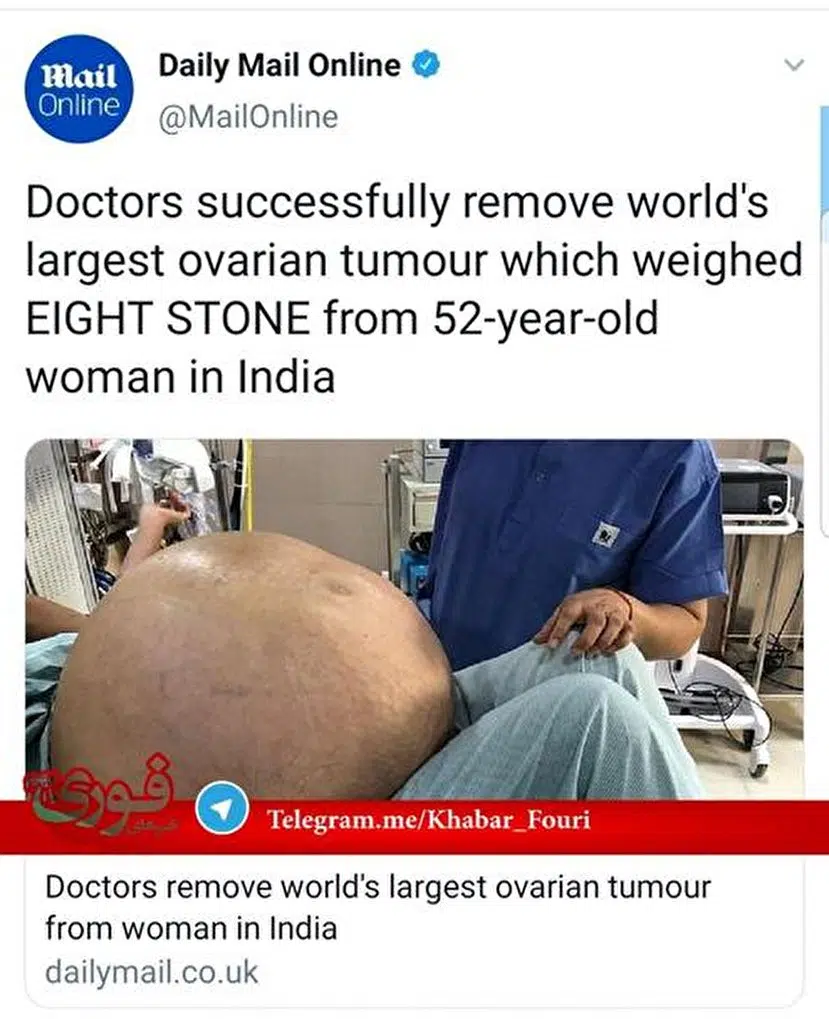 Mail
Online
Daily Mail Online
@MailOnline
Doctors successfully remove world's
largest ovarian tumour which weighed
EIGHT STONE from 52-year-old
woman in India
فوری
Telegram.me/Khabar_Fouri
Doctors remove world's largest ovarian tumour
from woman in India
dailymail.co.uk